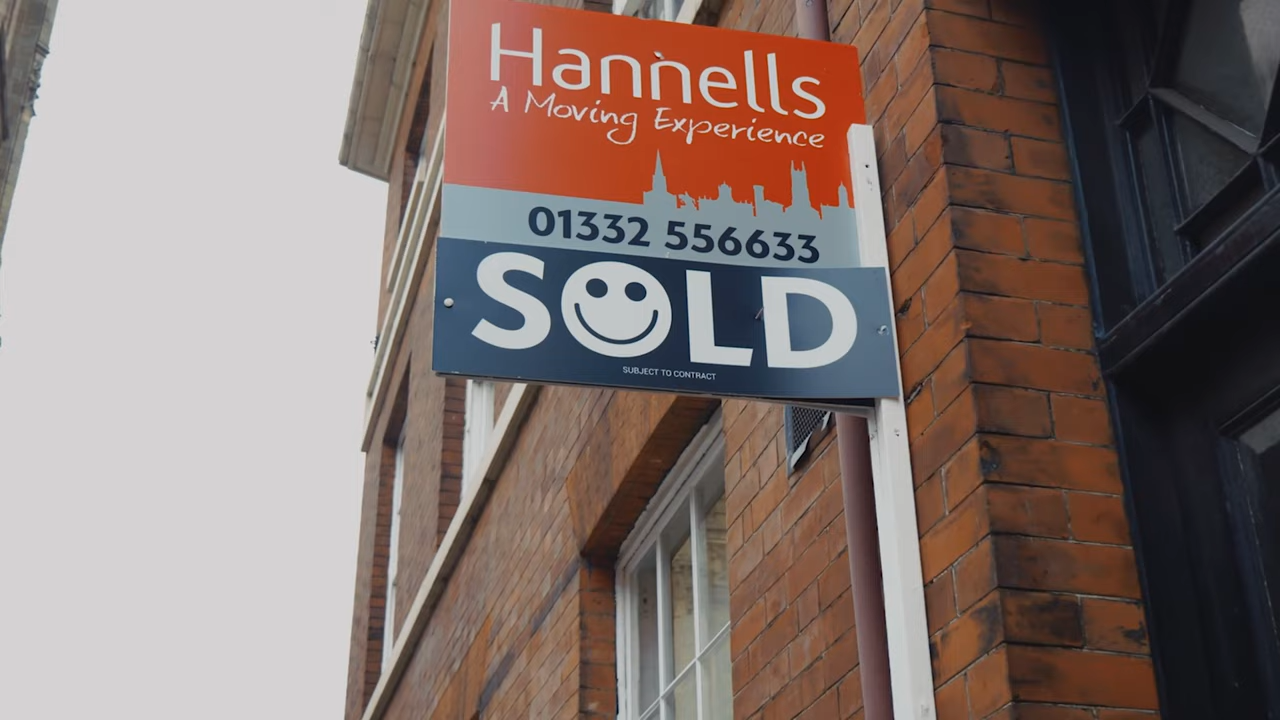 Hannells
A Moving Experience
01332 556633
SOLD
SUBJECT TO CONTRACT